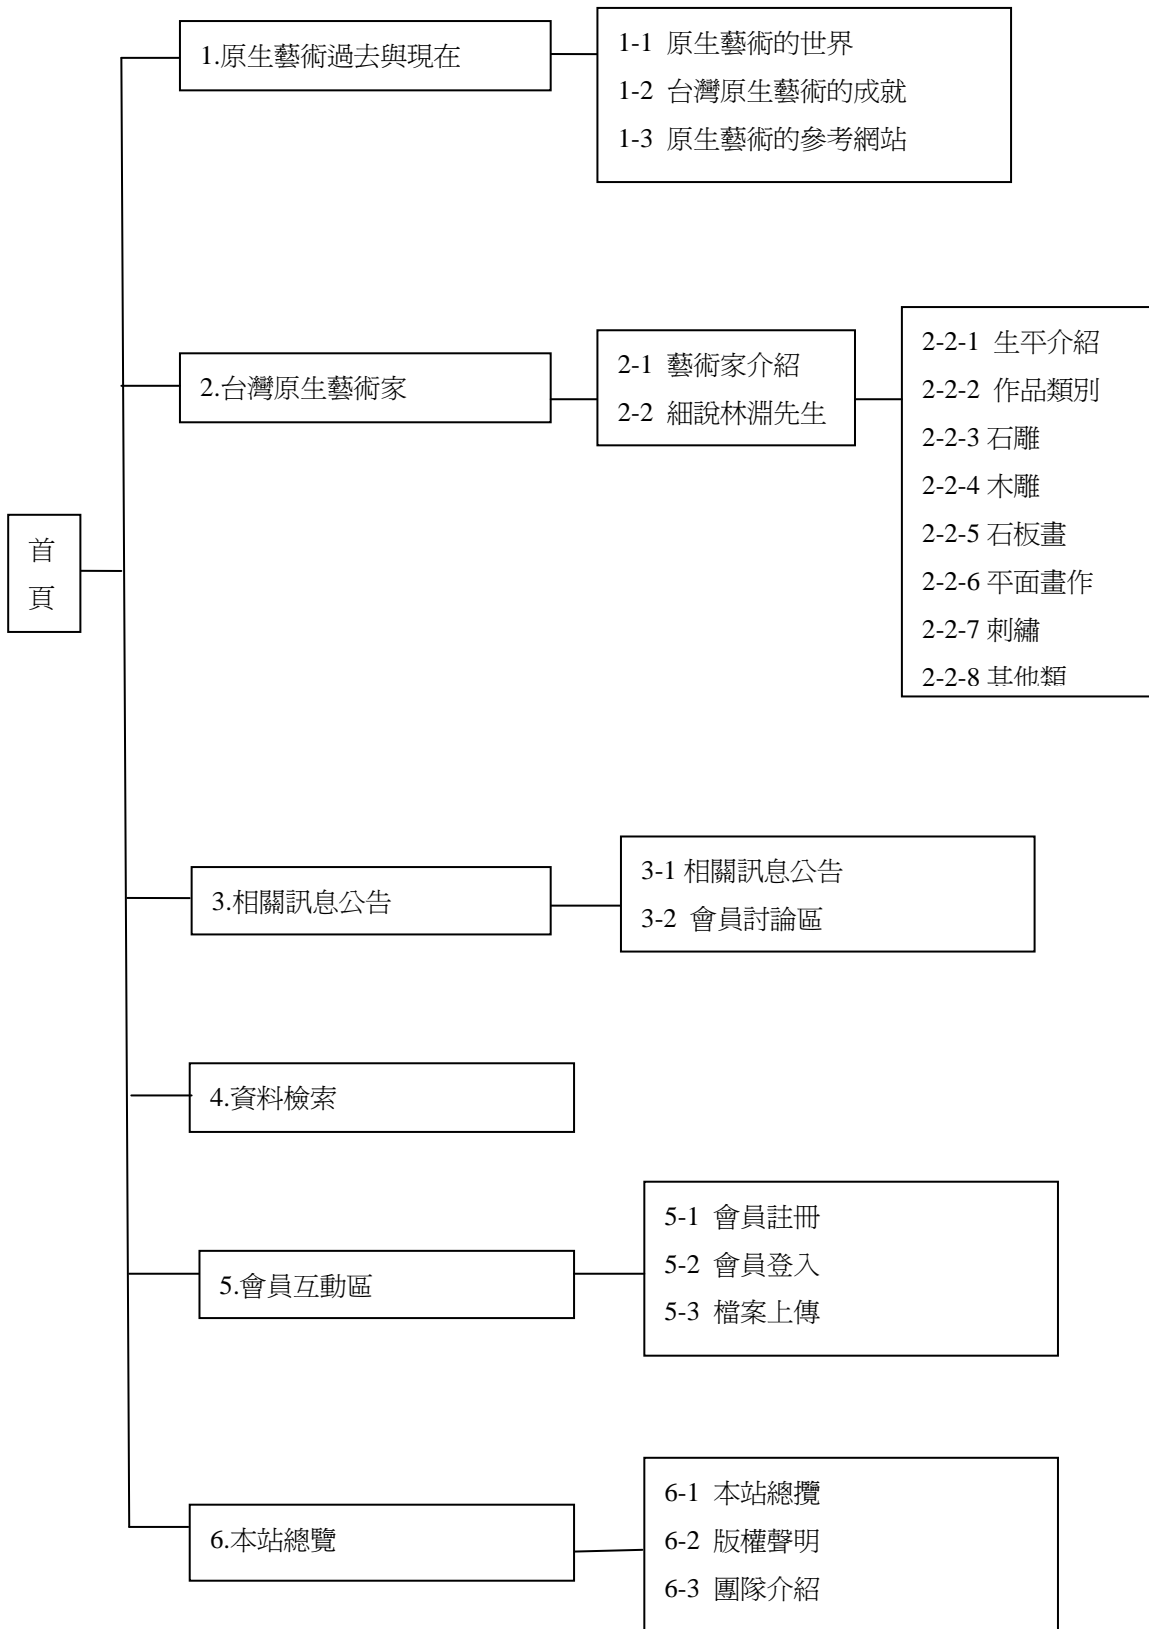 首
頁
1.原生藝術過去與現在
1-1 原生藝術的世界
1-2 台灣原生藝術的成就
1-3 原生藝術的參考網站
2.台灣原生藝術家
2-1 藝術家介紹
2-2 細說林淵先生
2-2-1 生平介紹
2-2-2 作品類別
2-2-3 石雕
2-2-4 木雕
2-2-5 石板畫
2-2-6 平面畫作
2-2-7 刺繡
2-2-8 其他類
3.相關訊息公告
3-1 相關訊息公告
3-2 會員討論區
4.資料檢索
5.會員互動區
5-1 會員註冊
5-2 會員登入
5-3 檔案上傳
6.本站總覽
6-1 本站總攬
6-2 版權聲明
6-3 團隊介紹